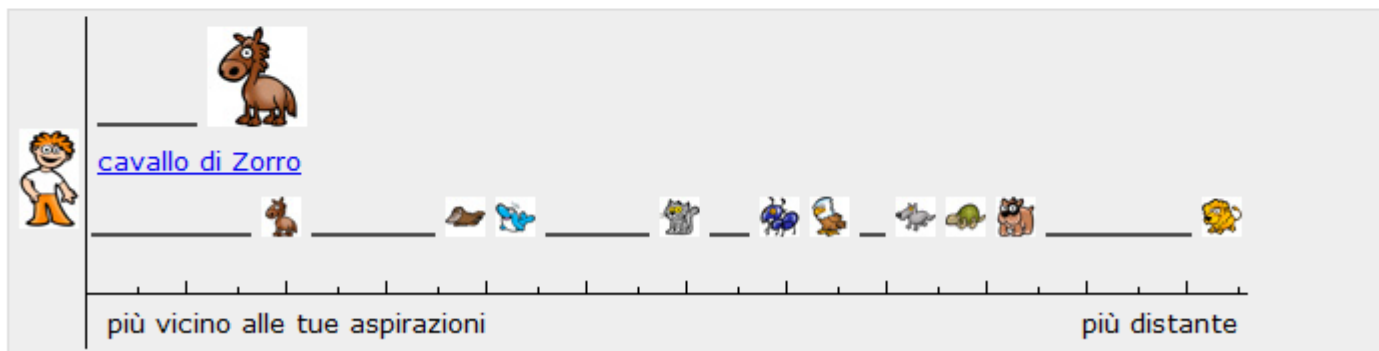 cavallo di Zorro
più vicino alle tue aspirazioni
più distante